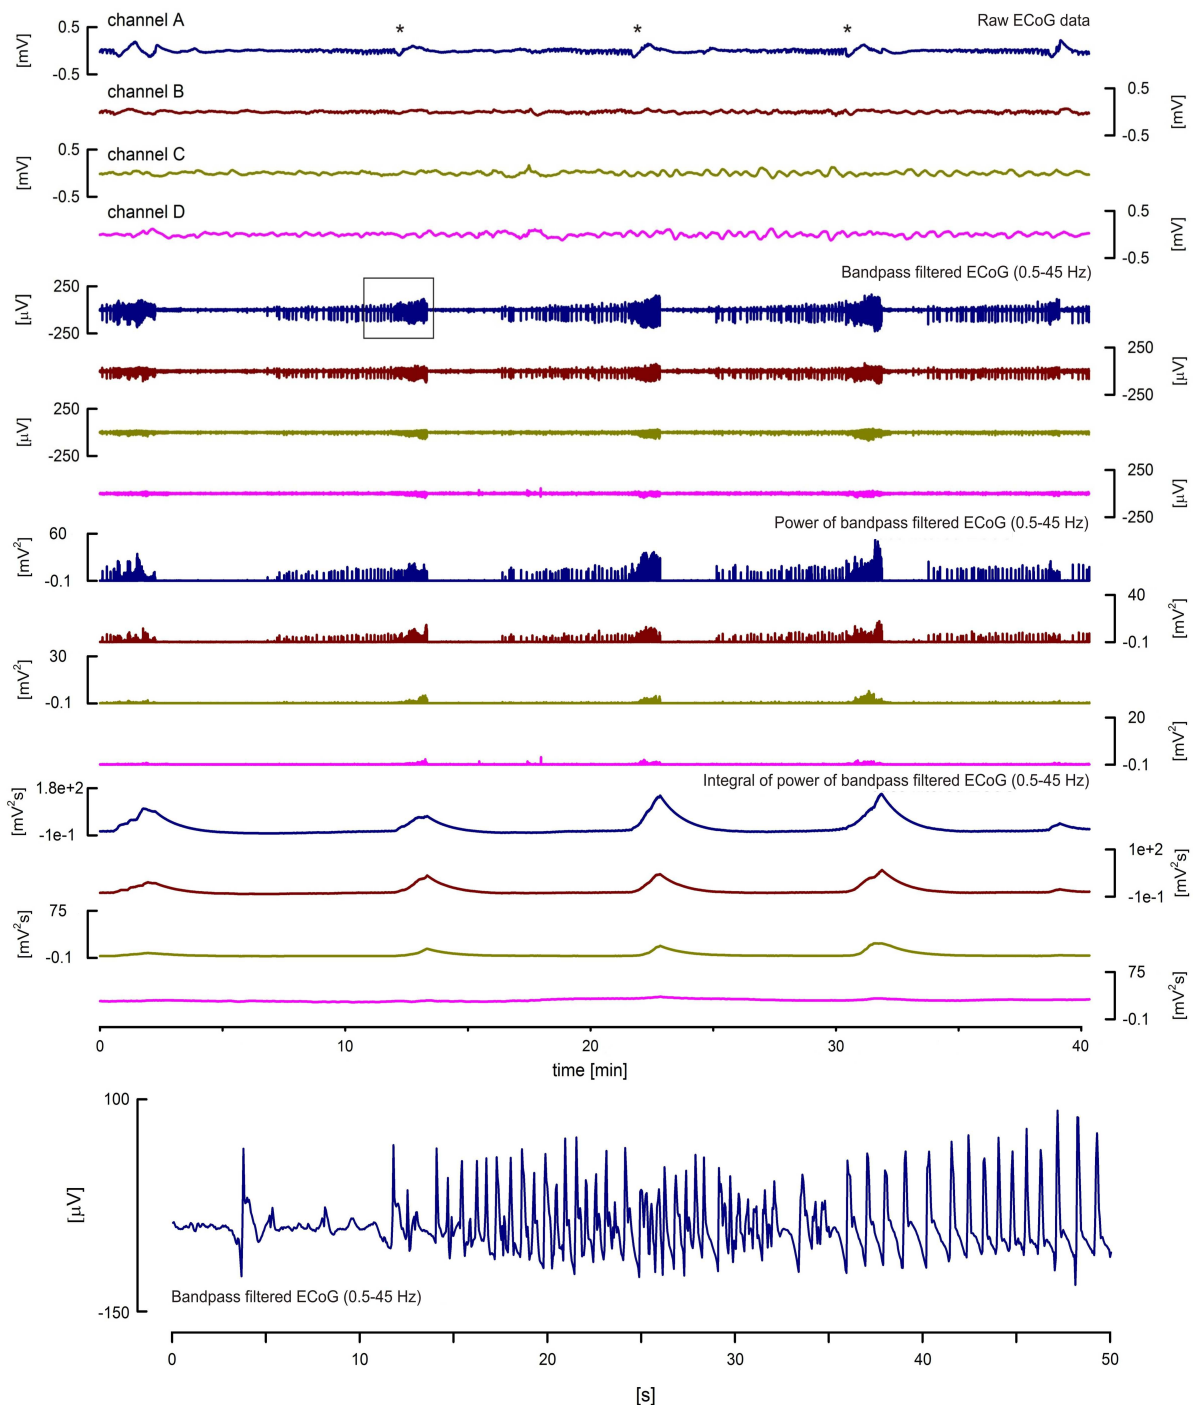 channel A
* * *
Raw ECoG data
0.5
[mV]
-0.5
channel B
0.5
[mV]
-0.5
channel C
0.5
[mV]
-0.5
channel D
0.5
[mV]
-0.5
Bandpass filtered ECoG (0.5-45 Hz)
250
[µV]
-250
250
[µV]
-250
250
[µV]
-250
250
[µV]
-250
Power of bandpass filtered ECoG (0.5-45 Hz)
60
[mV²]
-0.1
40
[mV²]
-0.1
30
[mV²]
-0.1
20
[mV²]
-0.1
Integral of power of bandpass filtered ECoG (0.5-45 Hz)
1.8e+2
[mV²s]
-1e-1
1e+2
[mV²s]
-1e-1
75
[mV²s]
-0.1
75
[mV²s]
-0.1
0 10 20 30 40
time [min]
100
[µV]
-150
Bandpass filtered ECoG (0.5-45 Hz)
0 10 20 30 40 50
[s]